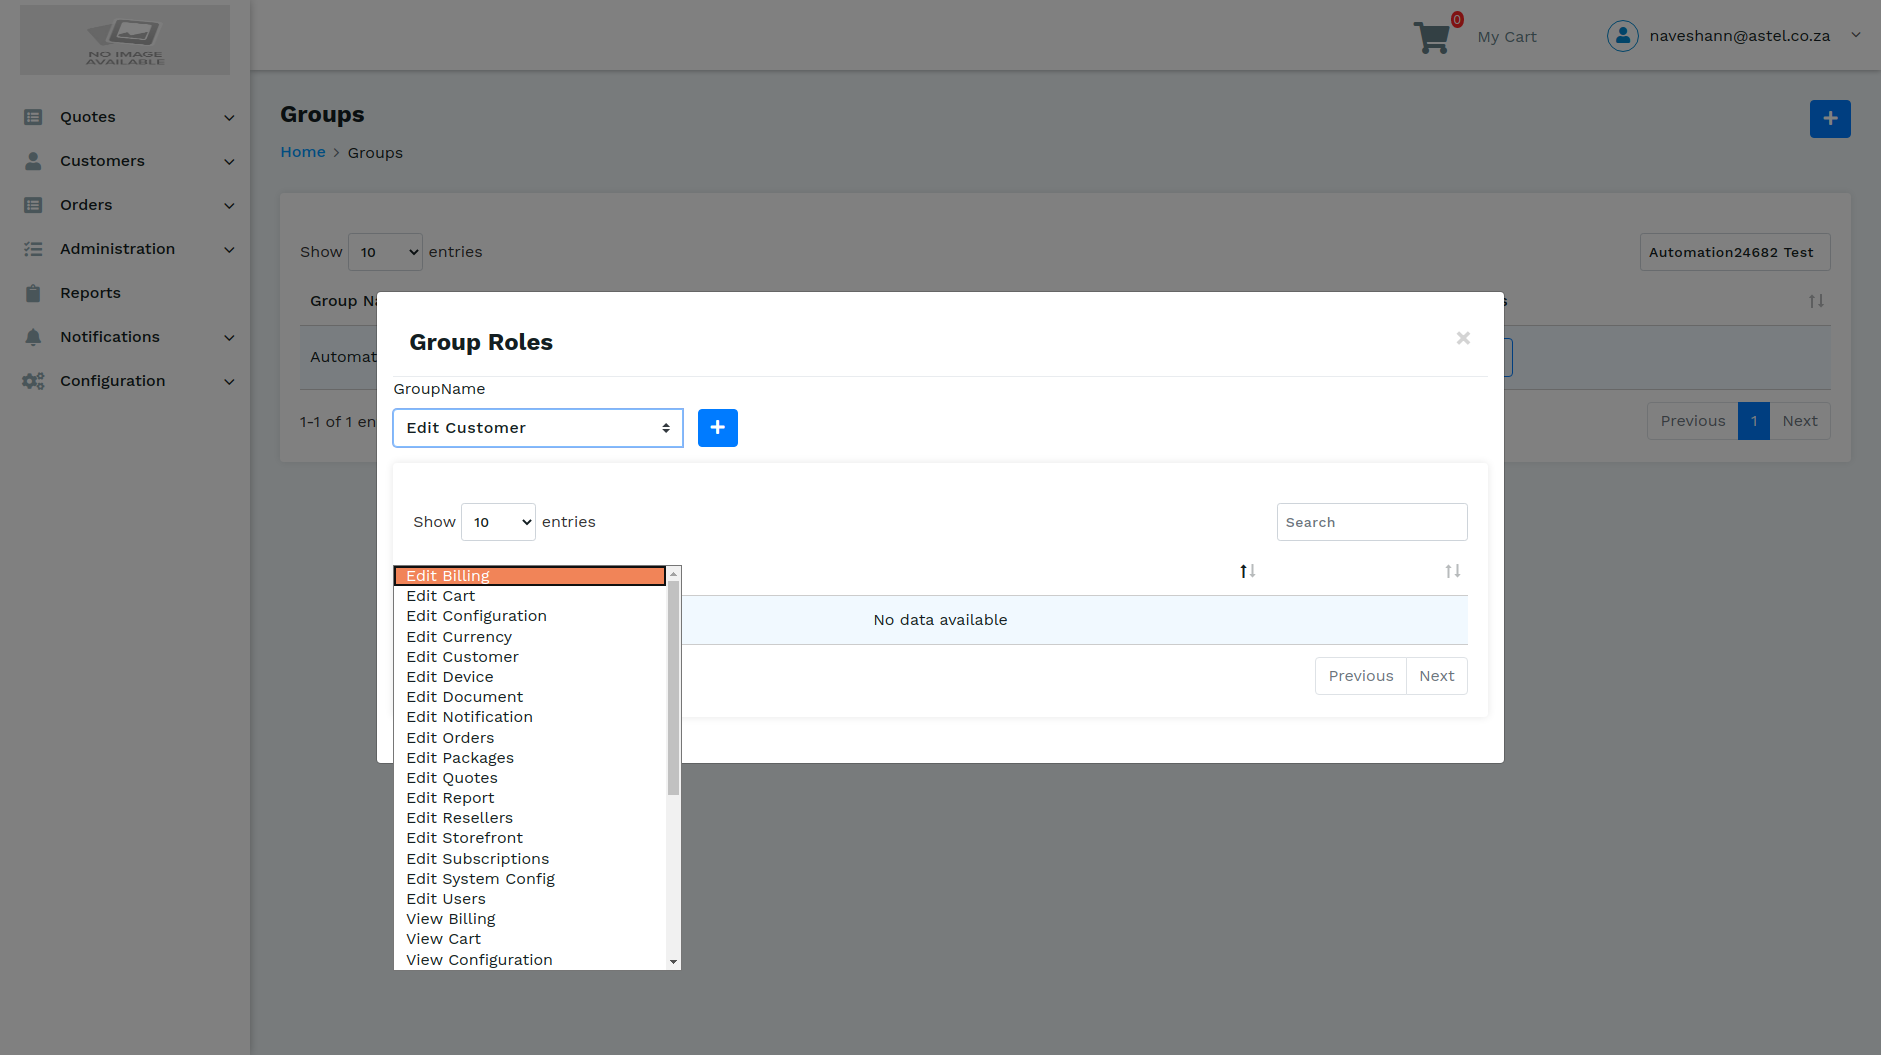 NO IMAGE
AVAILABLE
0
My Cart
naveshann@astel.co.za
Quotes
Customers
Orders
Administration
Reports
Notifications
Configuration
Groups
Home > Groups
Show 10 entries
Automation24682 Test
Group Na
s
Automat
1-1 of 1 en
Previous 1 Next
Group Roles
×
GroupName
Edit Customer
Show 10 entries
Search
No data available
Previous Next
Edit Billing
Edit Cart
Edit Configuration
Edit Currency
Edit Customer
Edit Device
Edit Document
Edit Notification
Edit Orders
Edit Packages
Edit Quotes
Edit Report
Edit Resellers
Edit Storefront
Edit Subscriptions
Edit System Config
Edit Users
View Billing
View Cart
View Configuration